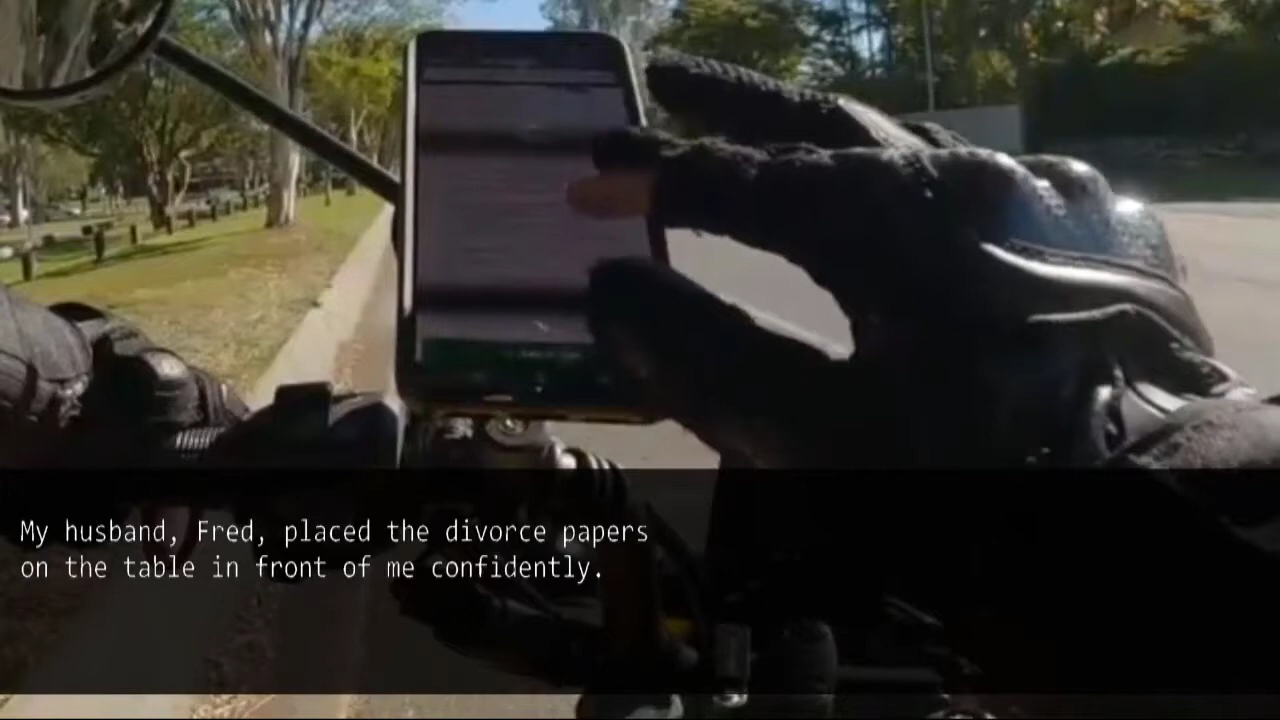 My husband, Fred, placed the divorce papers
on the table in front of me confidently.